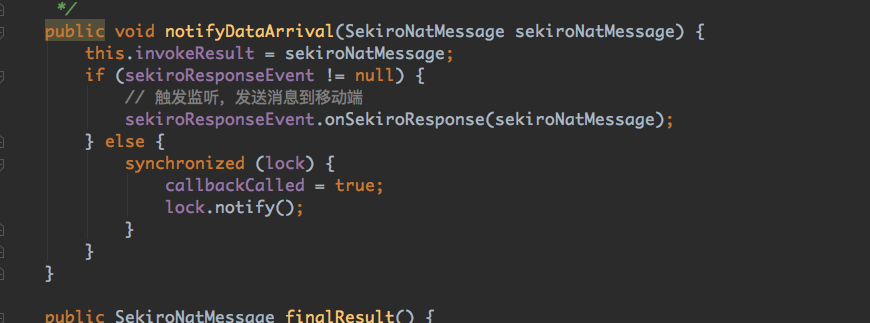 */
public void notifyDataArrival(SekiroNatMessage sekiroNatMessage) {
this.invokeResult = sekiroNatMessage;
if (sekiroResponseEvent != null) {
// 触发监听，发送消息到移动端
sekiroResponseEvent.onSekiroResponse(sekiroNatMessage);
} else {
synchronized (lock) {
callbackCalled = true;
lock.notify();
}
}
}
public SekiroNatMessage finalResult() {